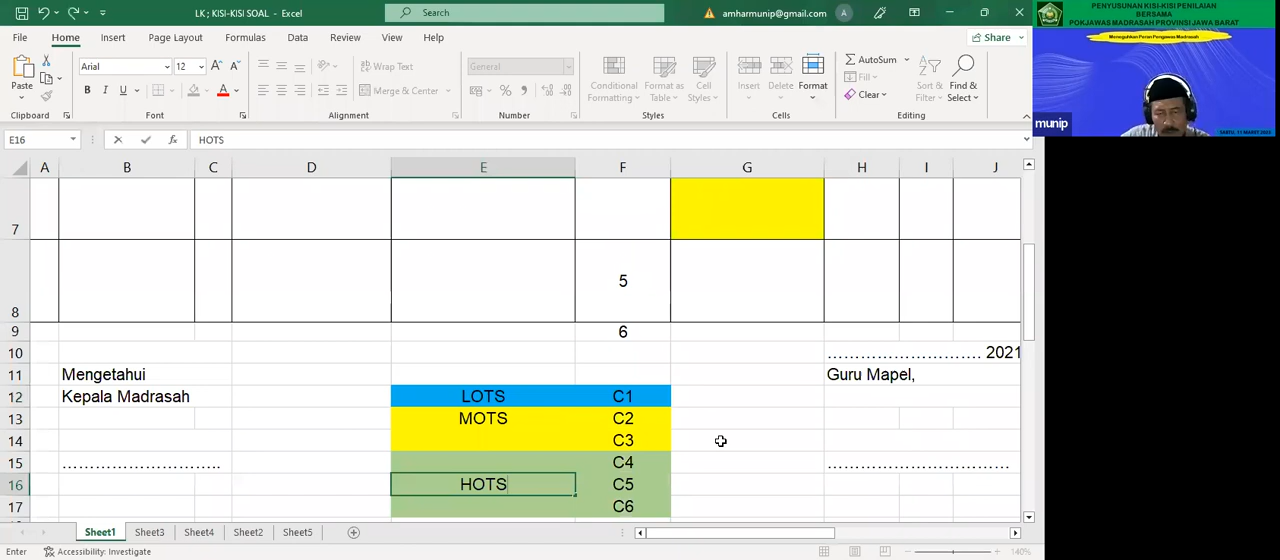 LK ; KISI-KISI SOAL - Excel
Search
amharmunip@gmail.com
A
File Home Insert Page Layout Formulas Data Review View Help
Share
Paste
Clipboard
Arial 12
B I U
Font
Wrap Text
Merge & Center
Alignment
General
Number
Conditional Formatting
Format as Table
Cell Styles
Styles
Insert
Delete
Format
Cells
AutoSum
Fill
Clear
Sort & Filter
Find & Select
Editing
E16 HOTS
A B C D E F G H I J
7
8 5
9 6
10 ………………………. 2021
11 Mengetahui Guru Mapel,
12 Kepala Madrasah LOTS C1
13 MOTS C2
14 C3
15 ………………………….. C4 ……………………………
16 HOTS C5
17 C6
Sheet1 Sheet3 Sheet4 Sheet2 Sheet5
Enter Accessibility: Investigate 140%
PENYUSUNAN KISI-KISI PENILAIAN
BERSAMA
POKJAWAS MADRASAH PROVINSI JAWA BARAT
Meneguhkan Peran Pengawas Madrasah
munip